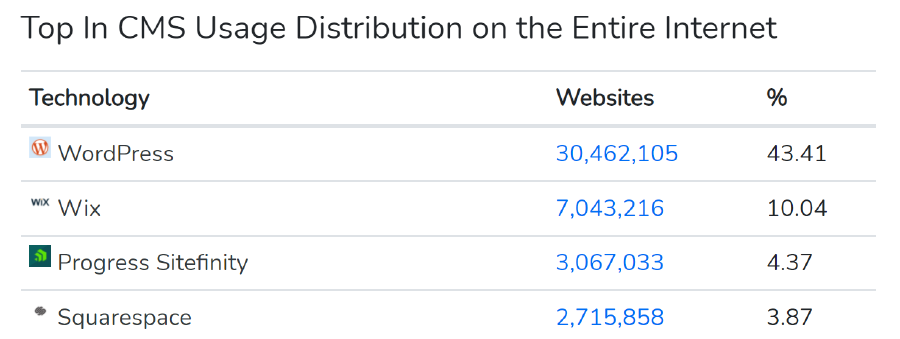 Top In CMS Usage Distribution on the Entire Internet
Technology Websites %
WordPress 30,462,105 43.41
WiX Wix 7,043,216 10.04
Progress Sitefinity 3,067,033 4.37
Squarespace 2,715,858 3.87